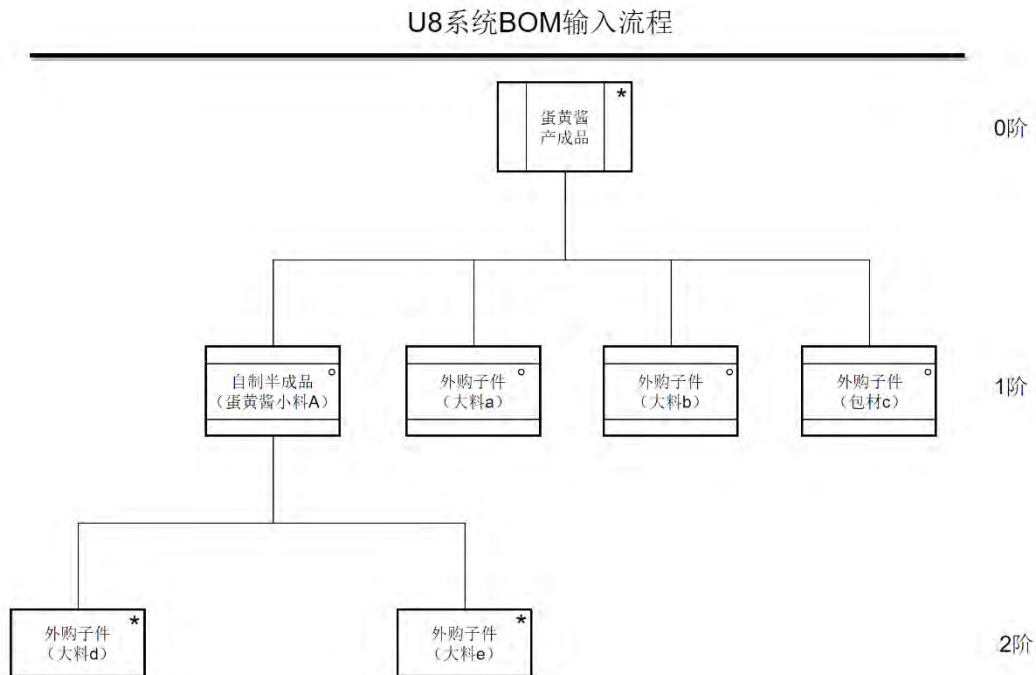 U8系统BOM输入流程
*
蛋黄酱
产成品
0阶
自制半成品
（蛋黄酱小料A）
外购子件
（大料a）
外购子件
（大料b）
外购子件
（包材c）
1阶
*
外购子件
（大料d）
*
外购子件
（大料e）
2阶